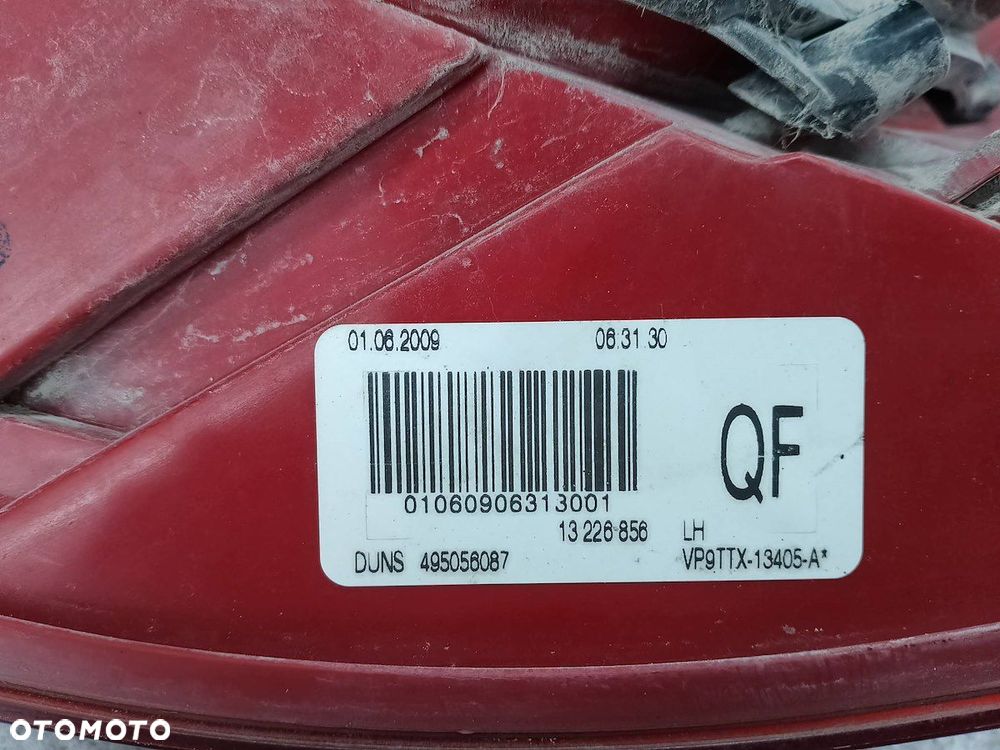 01.06.2009 06:31:30
QF
01060906313001
13 226 856 LH
DUNS 495056087 VP9TTX-13405-A*
OTOMOTO